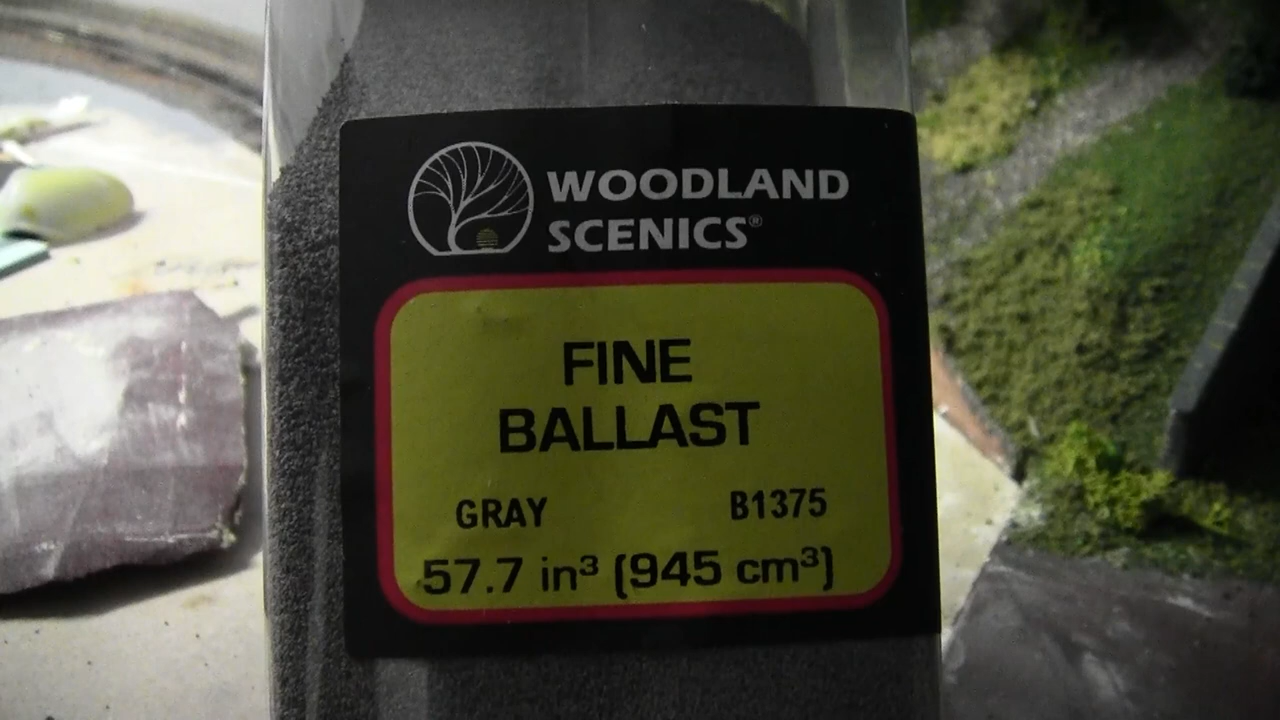 WOODLAND
SCENICS®
FINE
BALLAST
GRAY B1375
57.7 in³ (945 cm³)